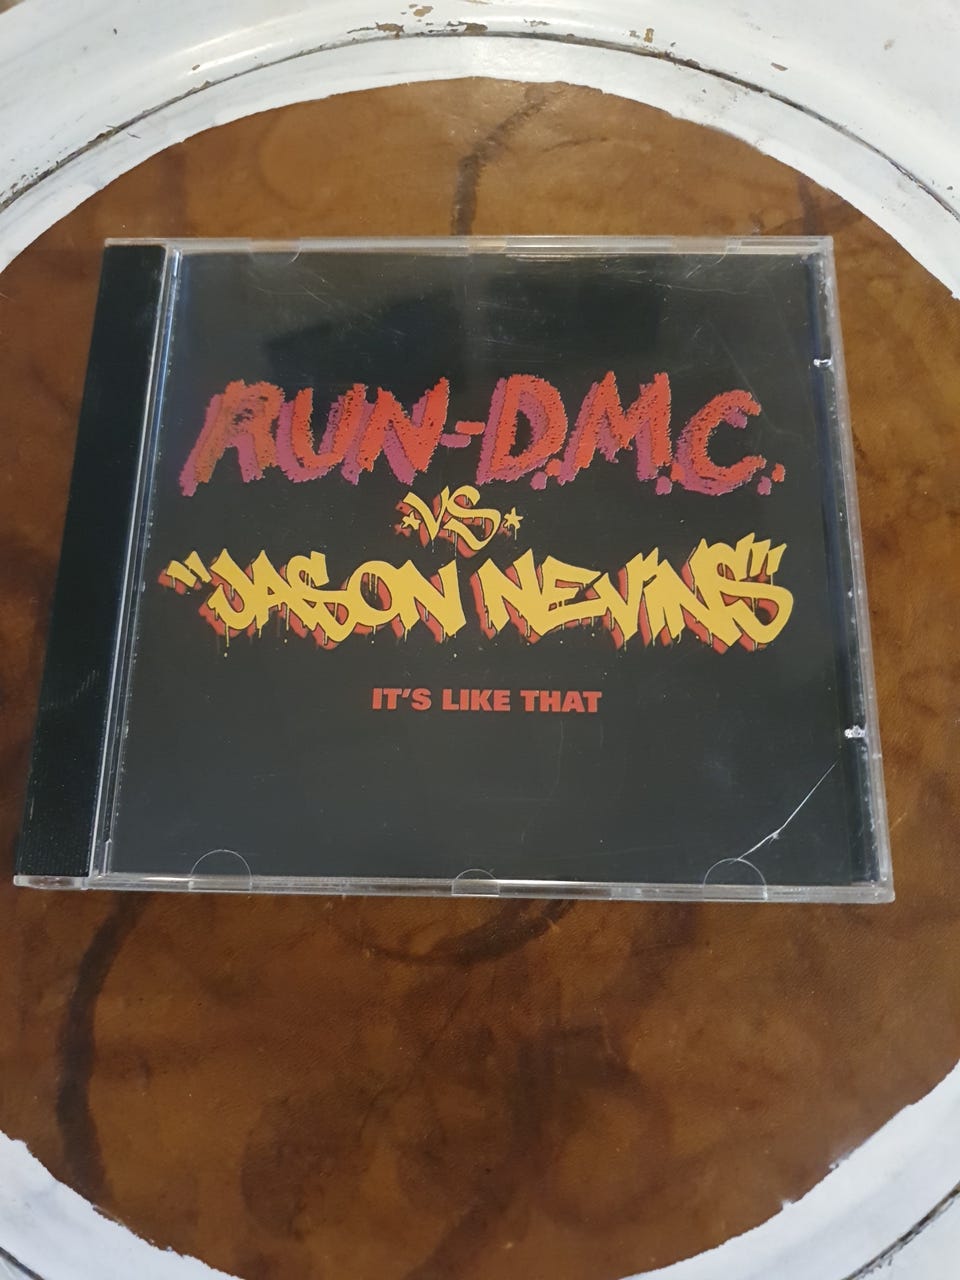 RUN-D.M.C.
VS
"JASON NEVINS"
IT'S LIKE THAT